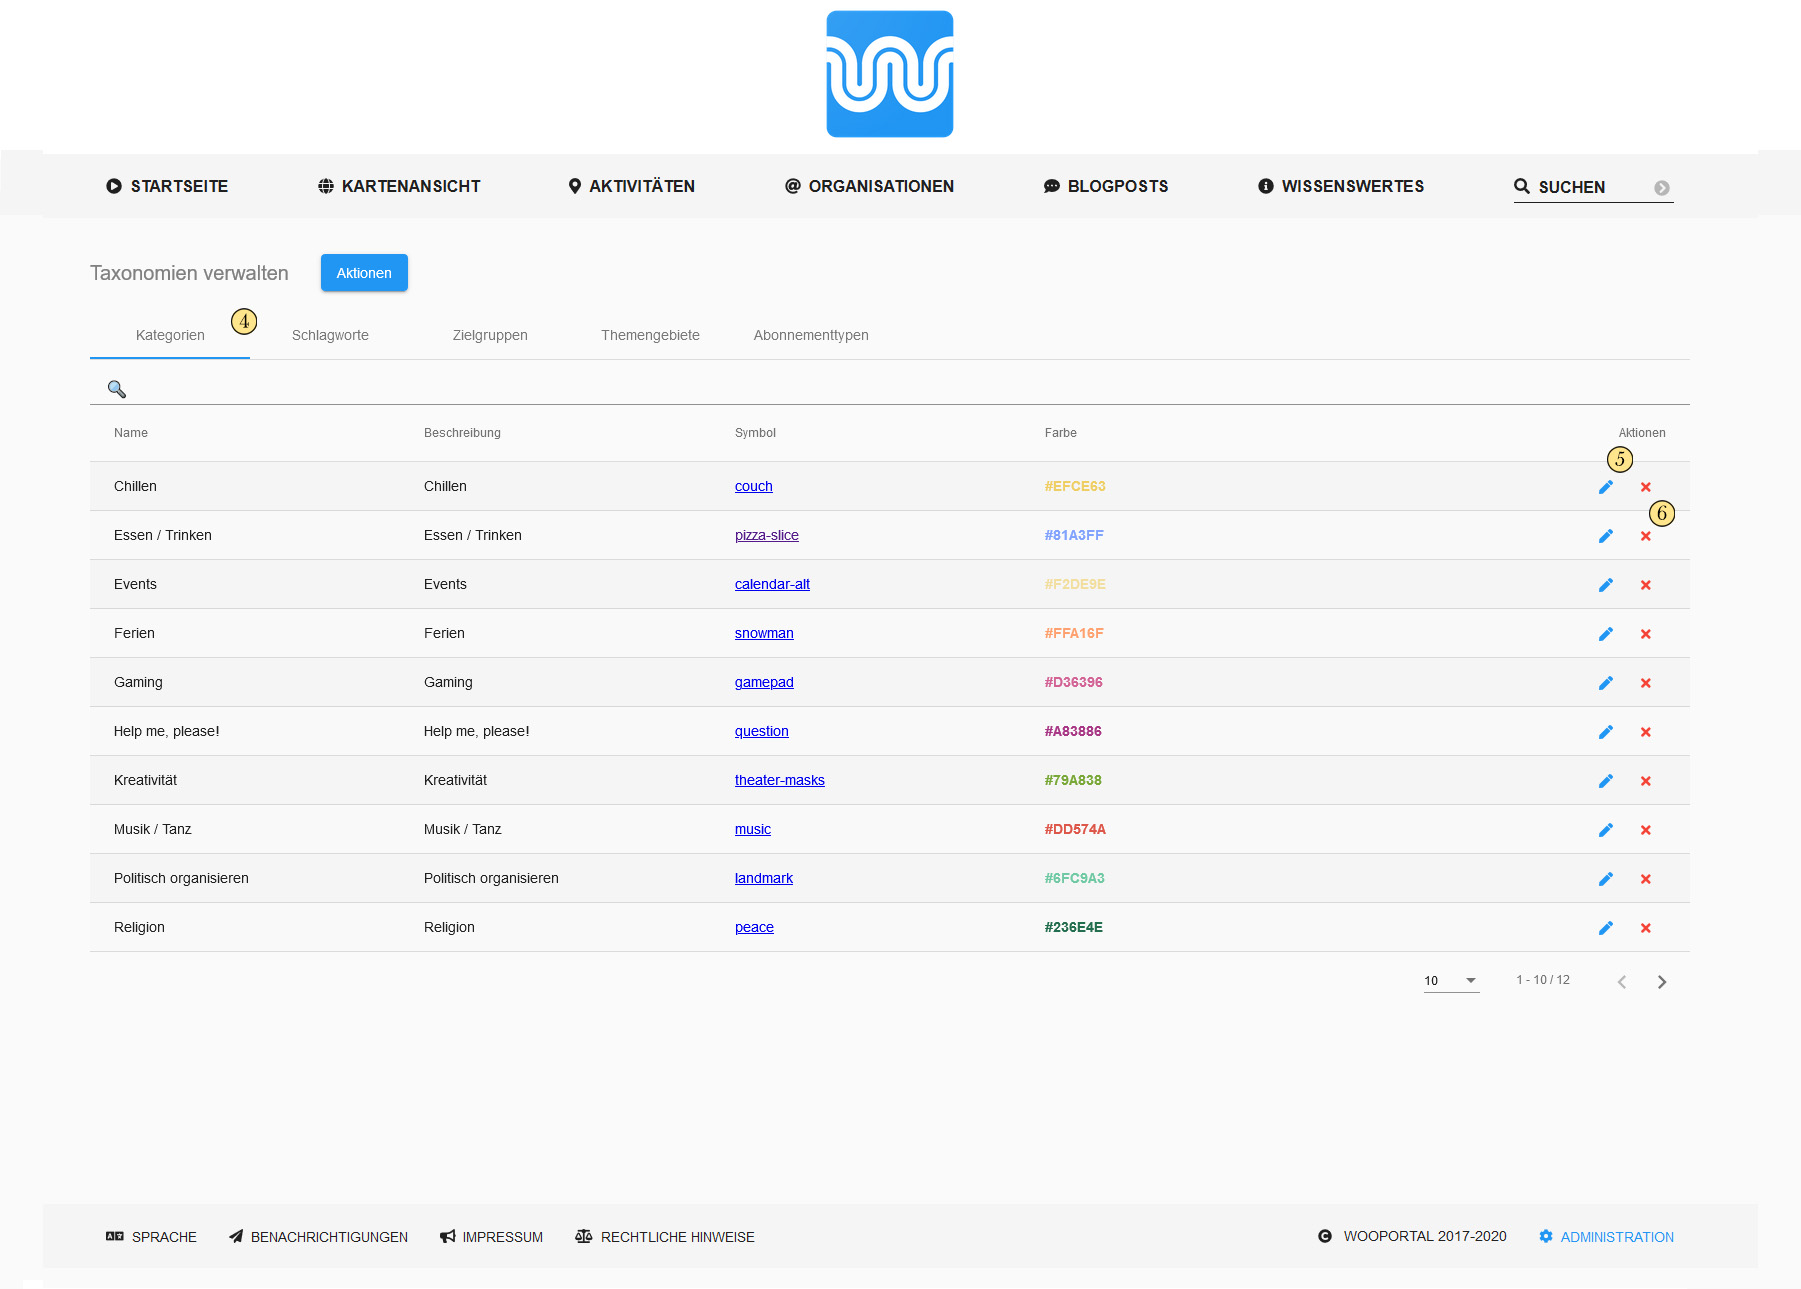 STARTSEITE KARTENANSICHT AKTIVITÄTEN ORGANISATIONEN BLOGPOSTS WISSENSWERTES SUCHEN
Taxonomien verwalten Aktionen
4
Kategorien Schlagworte Zielgruppen Themengebiete Abonnementtypen
Name Beschreibung Symbol Farbe Aktionen
5
Chillen Chillen couch #EFCE63
6
Essen / Trinken Essen / Trinken pizza-slice #81A3FF
Events Events calendar-alt #F2DE9E
Ferien Ferien snowman #FFA16F
Gaming Gaming gamepad #D36396
Help me, please! Help me, please! question #A83886
Kreativität Kreativität theater-masks #79A838
Musik / Tanz Musik / Tanz music #DD574A
Politisch organisieren Politisch organisieren landmark #6FC9A3
Religion Religion peace #236E4E
10 1 - 10 / 12
SPRACHE BENACHRICHTIGUNGEN IMPRESSUM RECHTLICHE HINWEISE WOOPORTAL 2017-2020 ADMINISTRATION